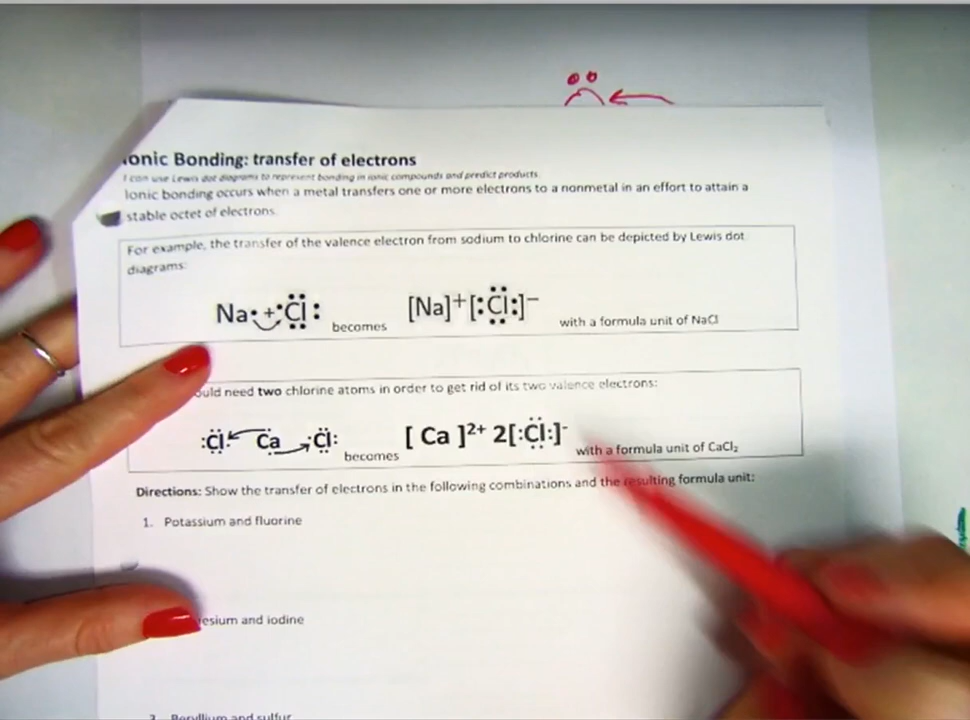 Ionic Bonding: transfer of electrons
I can use Lewis dot diagrams to represent bonding in ionic compounds and predict products
Ionic bonding occurs when a metal transfers one or more electrons to a nonmetal in an effort to attain a
stable octet of electrons.
For example, the transfer of the valence electron from sodium to chlorine can be depicted by Lewis dot
diagrams:
Na· + :Cl: becomes [Na]⁺[:Cl:]⁻ with a formula unit of NaCl
ould need two chlorine atoms in order to get rid of its two valence electrons:
:Cl· Ca ·Cl: becomes [ Ca ]²⁺ 2[:Cl:]⁻ with a formula unit of CaCl₂
Directions: Show the transfer of electrons in the following combinations and the resulting formula unit:
1. Potassium and fluorine
esium and iodine
3. Beryllium and sulfur